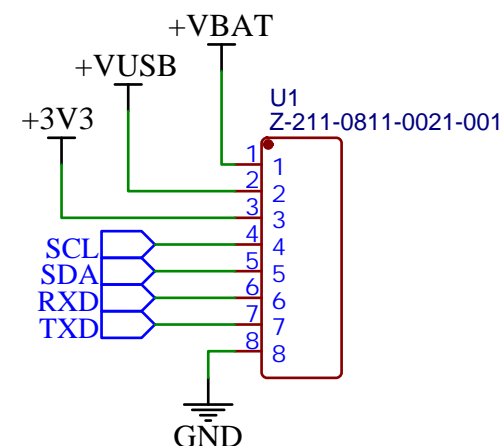 +VBAT
+VUSB
+3V3
U1
Z-211-0811-0021-001
1 1
2 2
3 3
SCL 4 4
SDA 5 5
RXD 6 6
TXD 7 7
8 8
GND